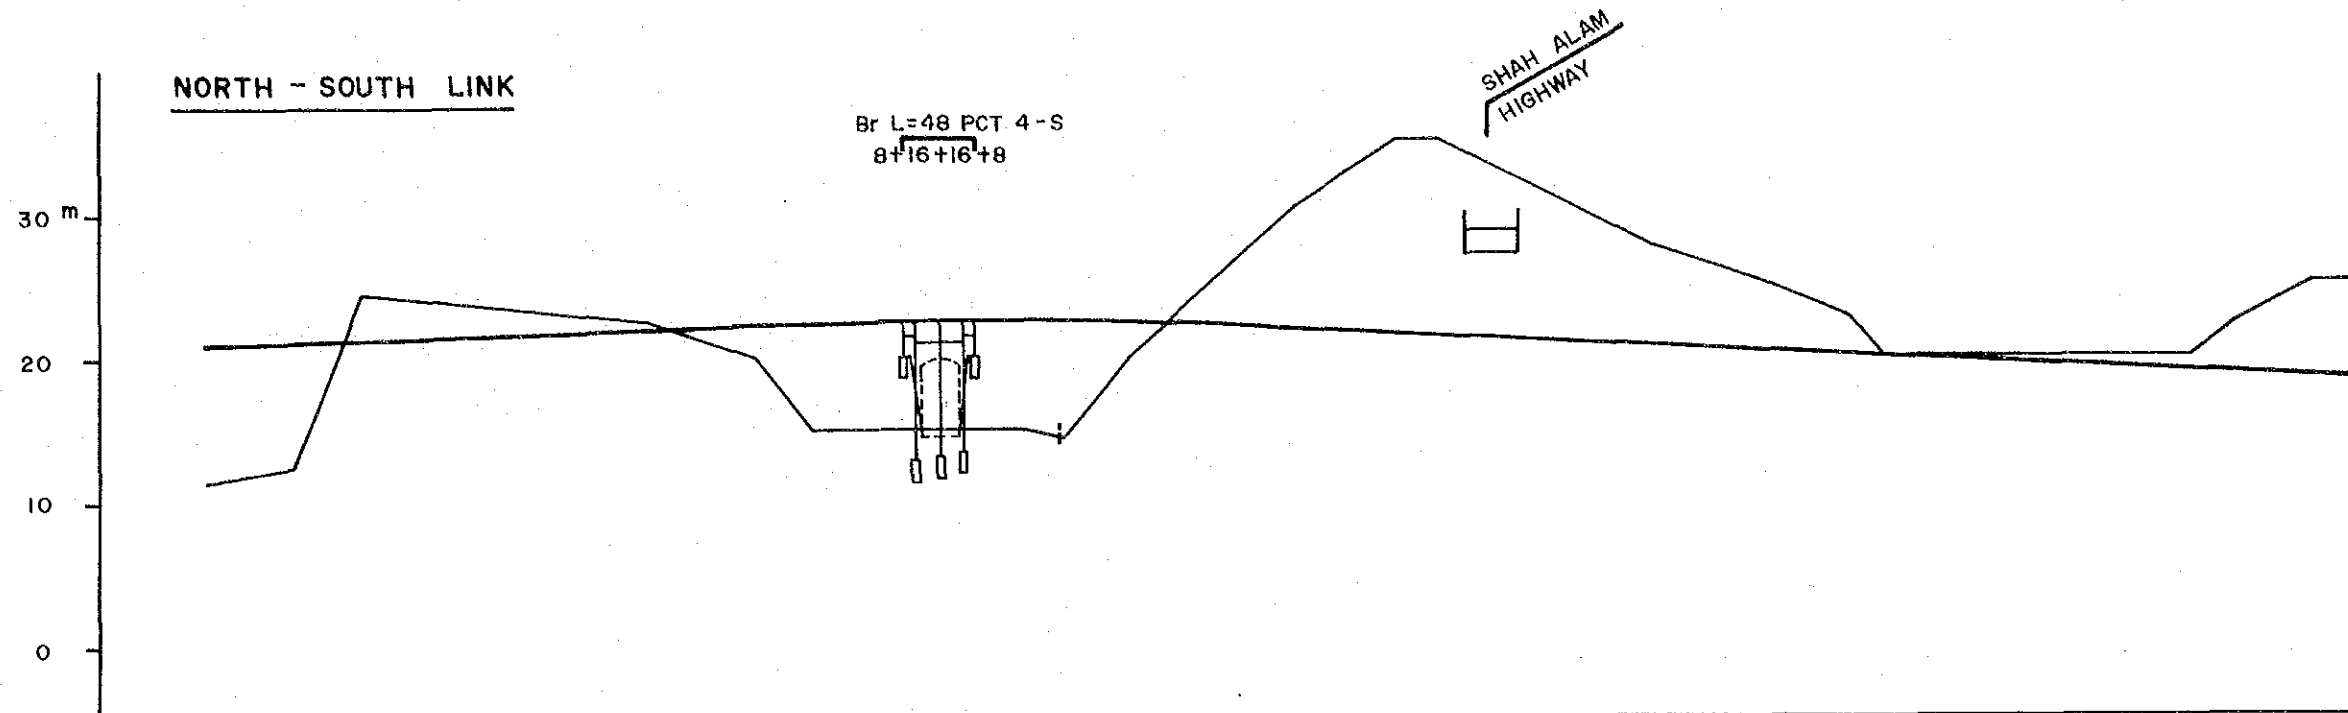 NORTH - SOUTH LINK
Br L=48 PCT 4-S
8+16+16+8
SHAH ALAM
HIGHWAY
30 m
20
10
0